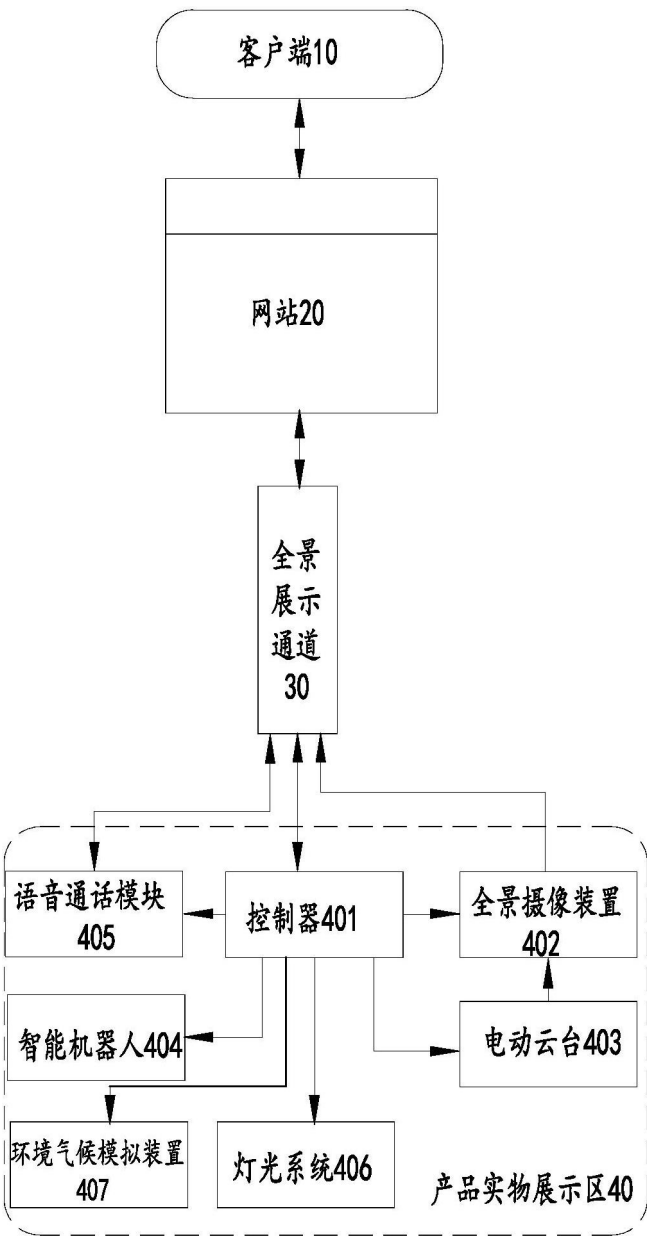 客户端10
网站20
全景
展示
通道
30
语音通话模块
405
控制器401
全景摄像装置
402
智能机器人404
电动云台403
环境气候模拟装置
407
灯光系统406
产品实物展示区40